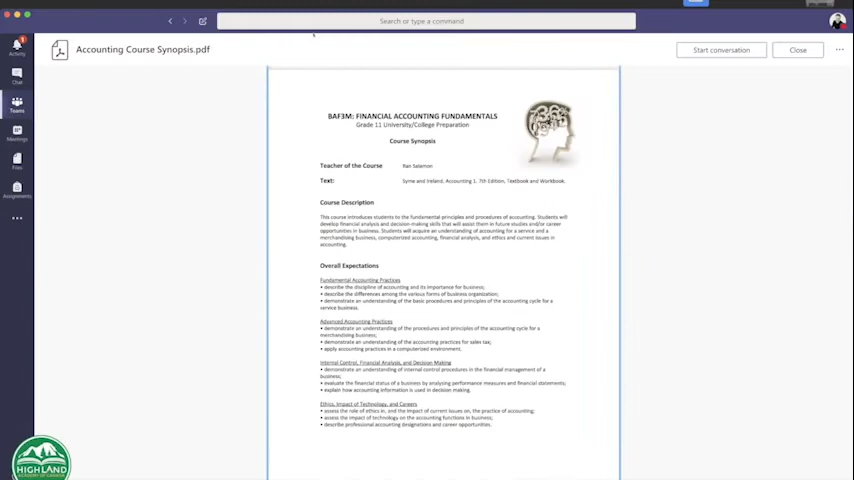 Search or type a command
Activity
Accounting Course Synopsis.pdf
Start conversation
Close
Chat
Teams
Meetings
Files
Assignments
BAF3M: FINANCIAL ACCOUNTING FUNDAMENTALS
Grade 11 University/College Preparation
Course Synopsis
Teacher of the Course Ran Salamon
Text: Syme and Ireland, Accounting 1. 7th Edition, Textbook and Workbook.
Course Description
This course introduces students to the fundamental principles and procedures of accounting. Students will
develop financial analysis and decision-making skills that will assist them in future studies and/or career
opportunities in business. Students will acquire an understanding of accounting for a service and a
merchandising business, computerized accounting, financial analysis, and ethics and current issues in
accounting.
Overall Expectations
Fundamental Accounting Practices
• describe the discipline of accounting and its importance for business;
• describe the differences among the various forms of business organization;
• demonstrate an understanding of the basic procedures and principles of the accounting cycle for a
service business.
Advanced Accounting Practices
• demonstrate an understanding of the procedures and principles of the accounting cycle for a
merchandising business;
• demonstrate an understanding of the accounting practices for sales tax;
• apply accounting practices in a computerized environment.
Internal Control, Financial Analysis, and Decision Making
• demonstrate an understanding of internal control procedures in the financial management of a
business;
• evaluate the financial status of a business by analysing performance measures and financial statements;
• explain how accounting information is used in decision making.
Ethics, Impact of Technology, and Careers
• assess the role of ethics in, and the impact of current issues on, the practice of accounting;
• assess the impact of technology on the accounting functions in business;
• describe professional accounting designations and career opportunities.
HIGHLAND
ACADEMY OF CANADA